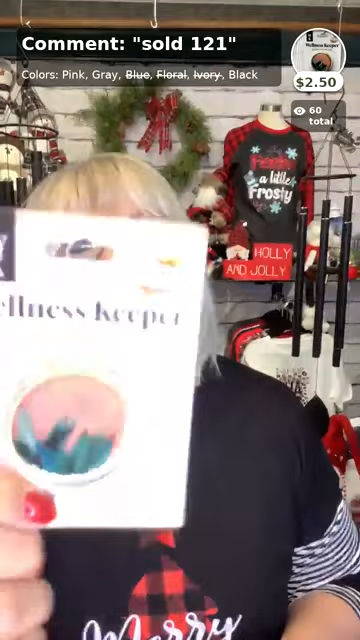 Comment: "sold 121"
Colors: Pink, Gray, Blue, Floral, Ivory, Black
Wellness Keeper
$2.50
60
total
a little
Frosty
HOLLY
AND JOLLY
ellness keeper
Merry